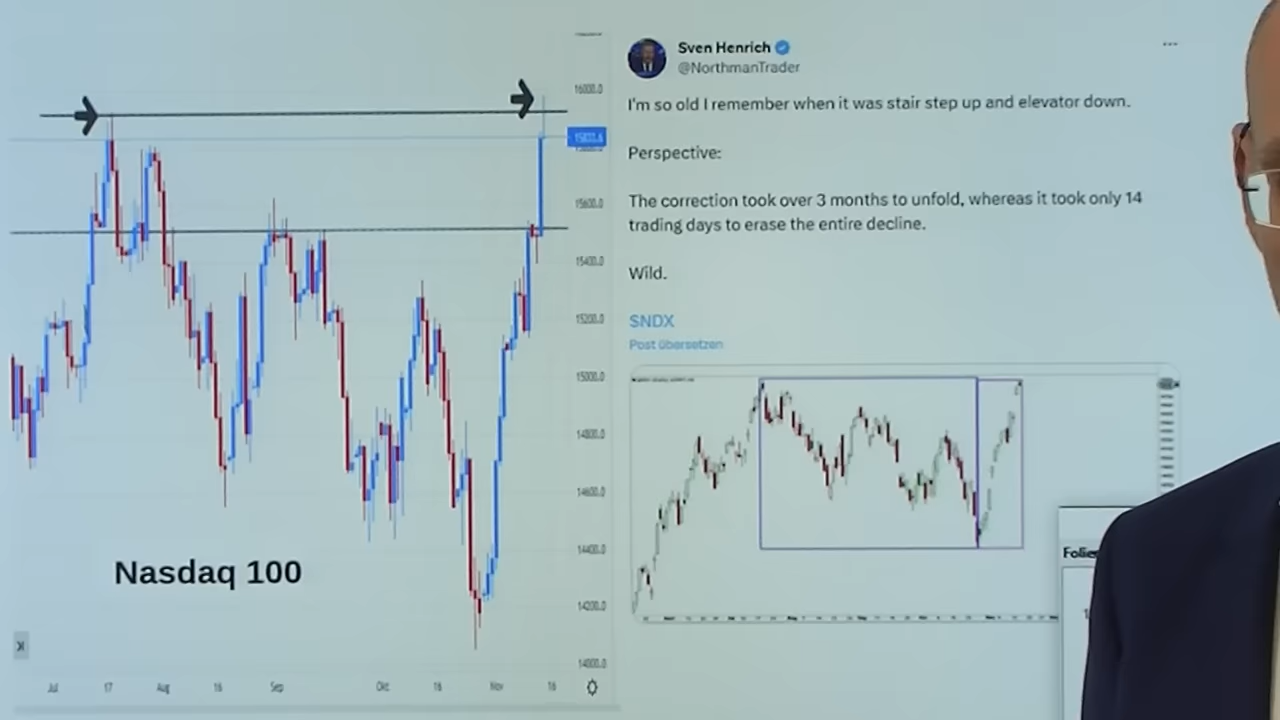 16000.0
15833.6
15600.0
15400.0
15200.0
15000.0
14800.0
14600.0
14400.0
14200.0
14000.0
Nasdaq 100
Jul
17
Aug
16
Sep
Okt
16
Nov
16
Sven Henrich
@NorthmanTrader
I'm so old I remember when it was stair step up and elevator down.
Perspective:
The correction took over 3 months to unfold, whereas it took only 14
trading days to erase the entire decline.
Wild.
$NDX
Post übersetzen